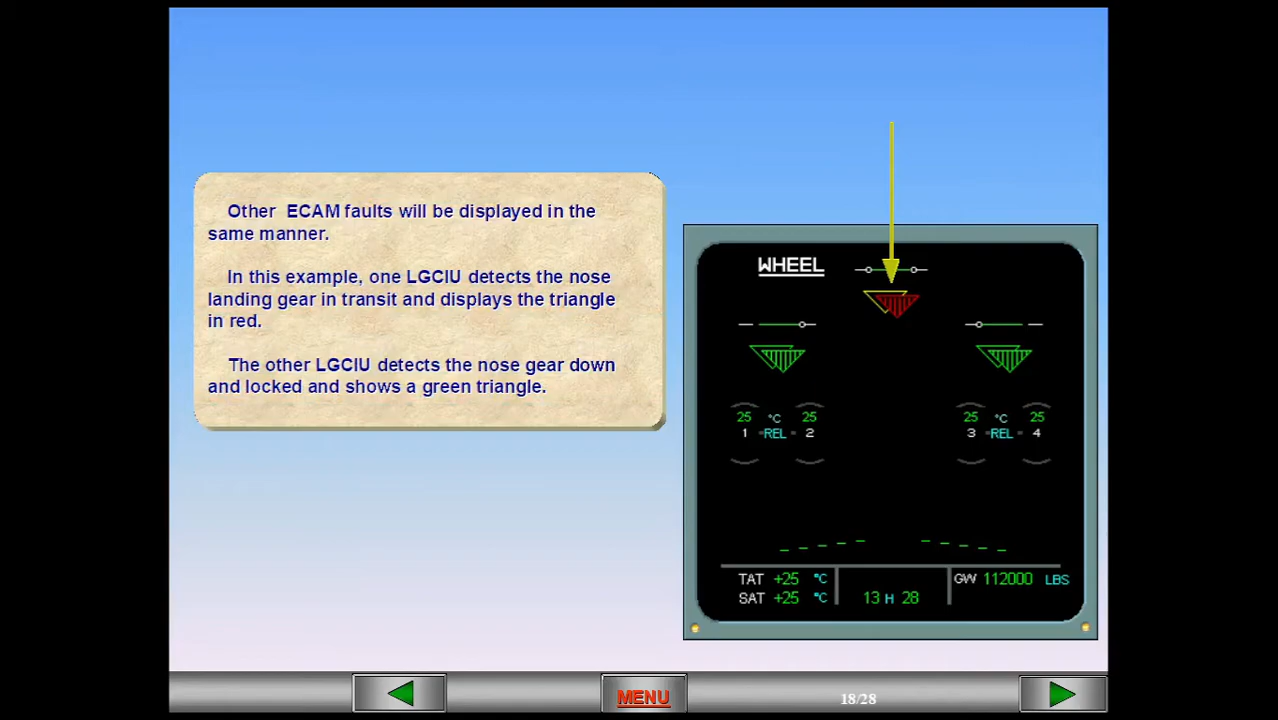 Other ECAM faults will be displayed in the
same manner.
In this example, one LGCIU detects the nose
landing gear in transit and displays the triangle
in red.
The other LGCIU detects the nose gear down
and locked and shows a green triangle.
WHEEL
25 °C 25
1 -REL- 2
25 °C 25
3 -REL- 4
TAT +25 °C
SAT +25 °C
13 H 28
GW 112000 LBS
MENU
18/28